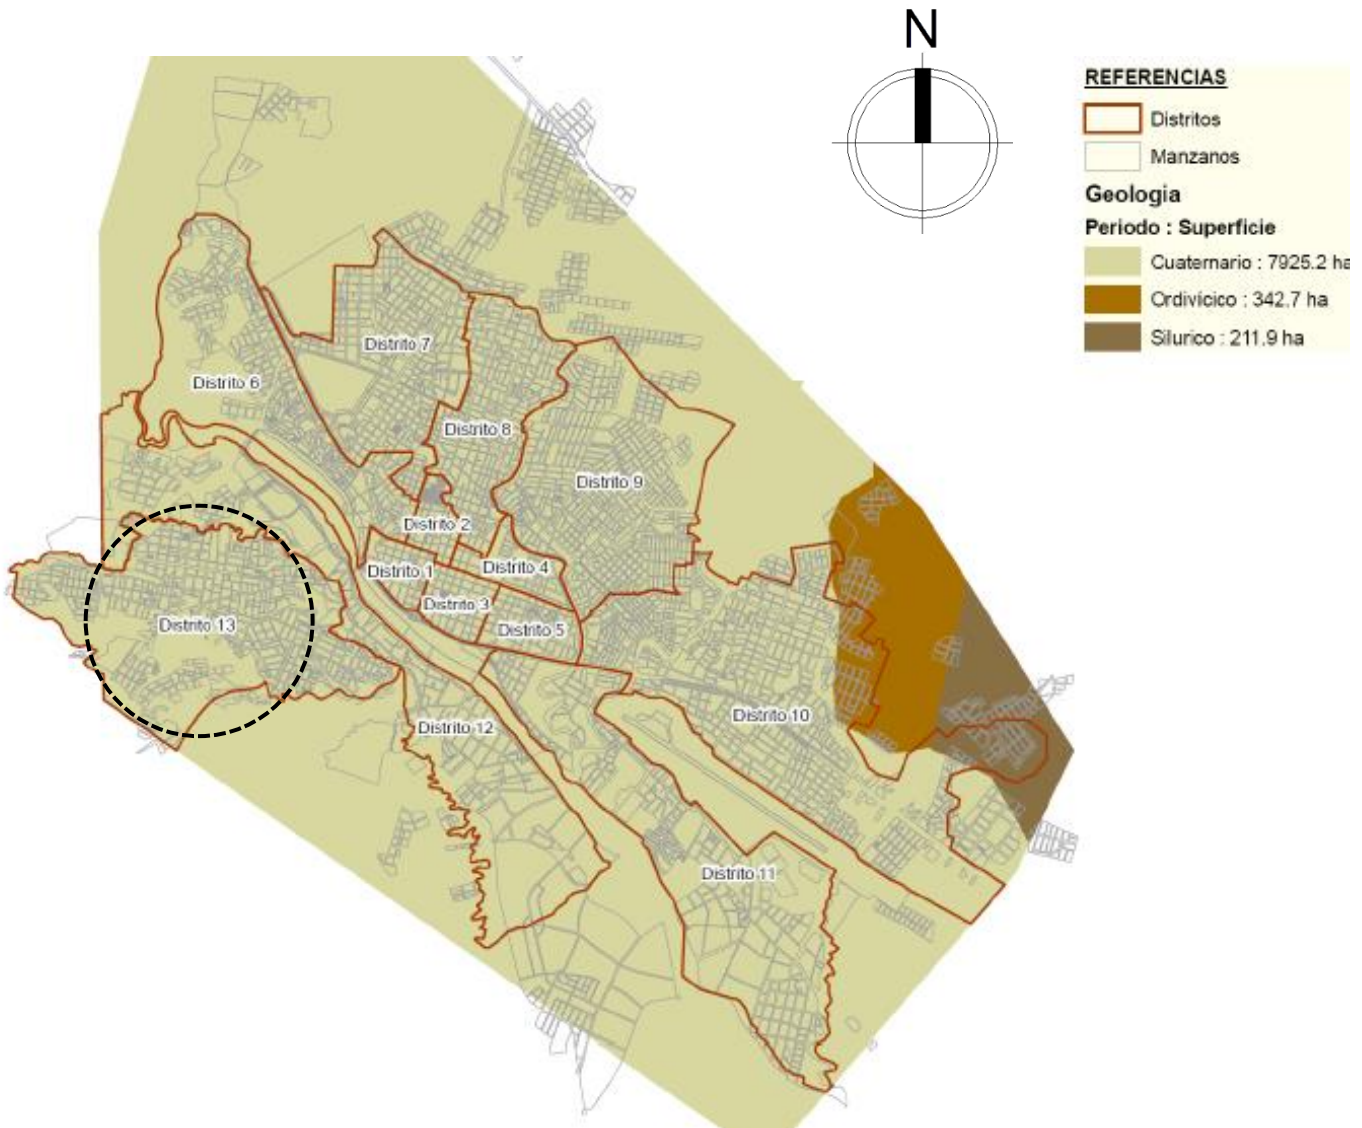 N
REFERENCIAS
Distritos
Manzanos
Geologia
Periodo : Superficie
Cuaternario : 7925.2 ha
Ordivícico : 342.7 ha
Silurico : 211.9 ha
Distrito 7
Distrito 6
Distrito 8
Distrito 9
Distrito 2
Distrito 1
Distrito 4
Distrito 3
Distrito 13
Distrito 5
Distrito 12
Distrito 10
Distrito 11